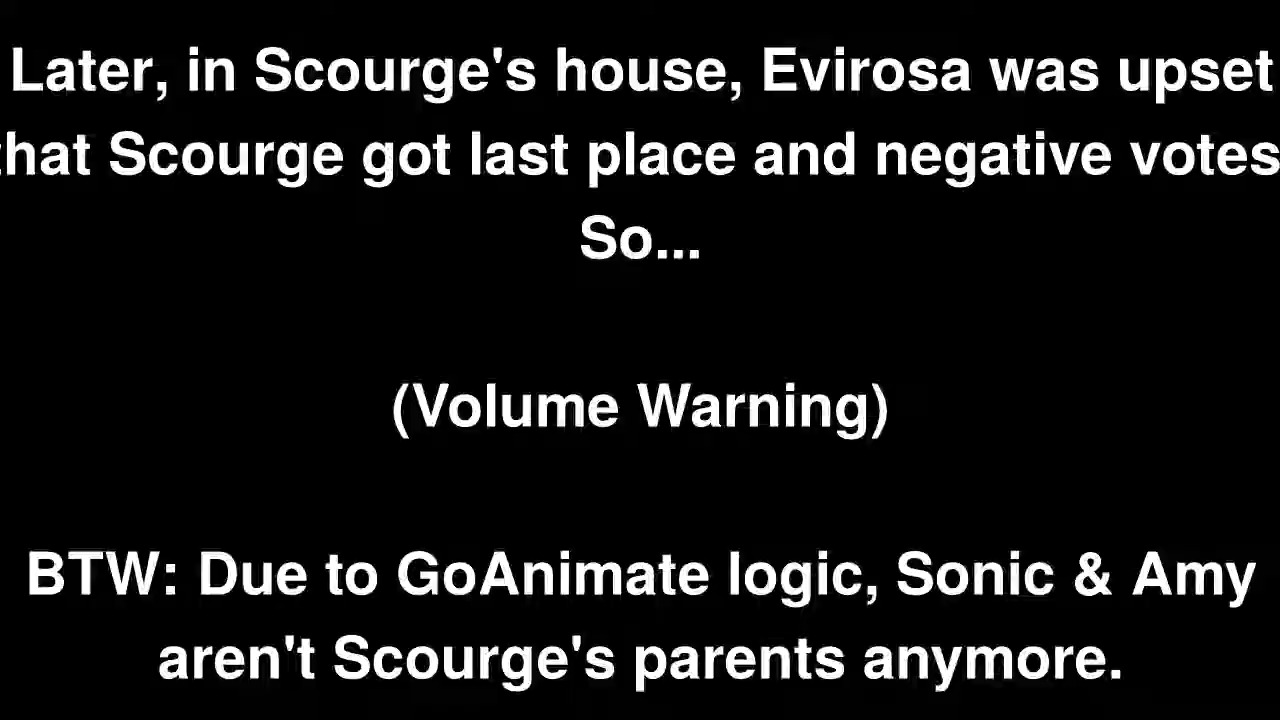 Later, in Scourge's house, Evirosa was upset
that Scourge got last place and negative votes
So...
(Volume Warning)
BTW: Due to GoAnimate logic, Sonic & Amy
aren't Scourge's parents anymore.